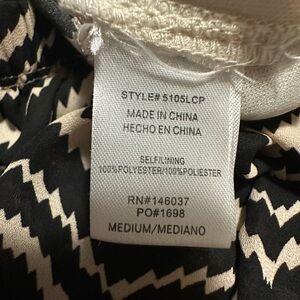 STYLE# 5105LCP
MADE IN CHINA
HECHO EN CHINA
SELF/LINING
100%POLYESTER/100%POLIESTER
RN#146037
PO#1698
MEDIUM/MEDIANO